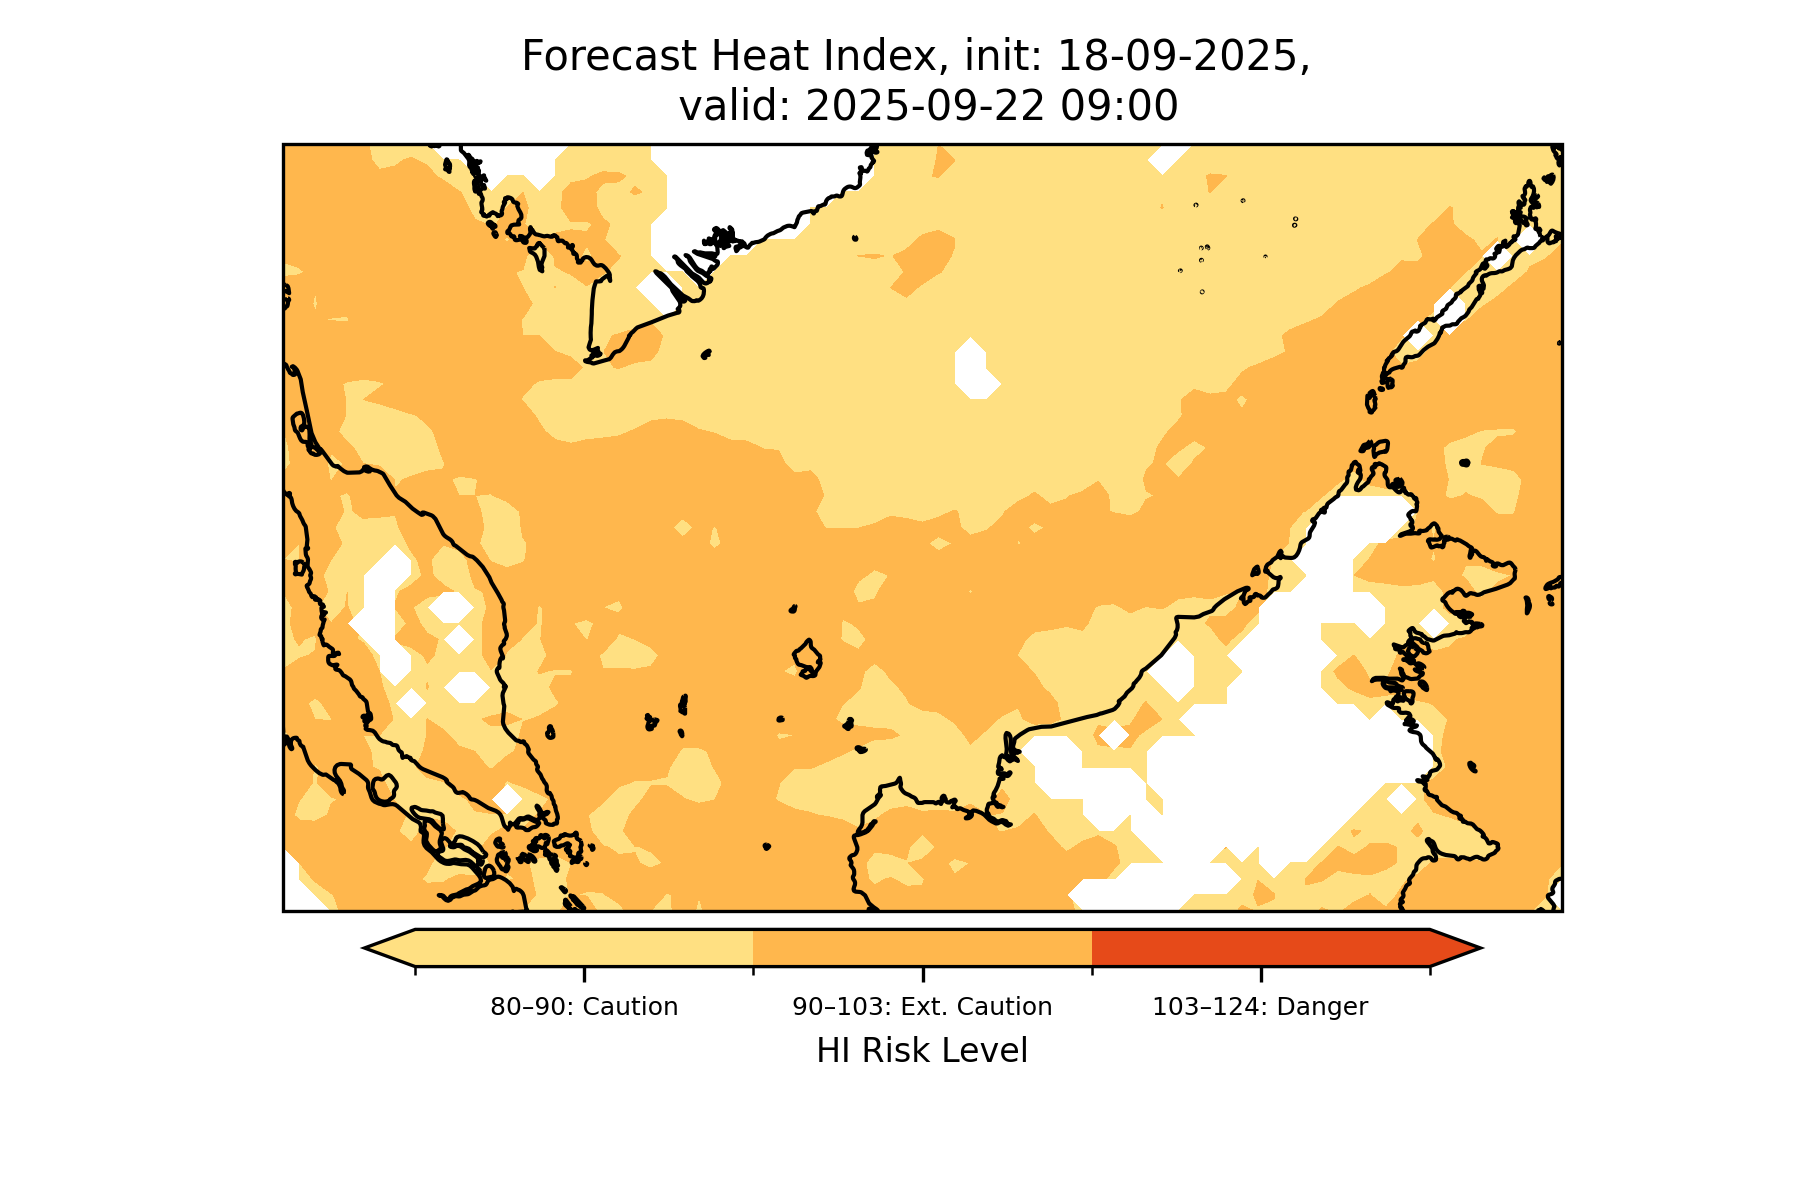 Forecast Heat Index, init: 18-09-2025,
valid: 2025-09-22 09:00
80–90: Caution
90–103: Ext. Caution
103–124: Danger
HI Risk Level